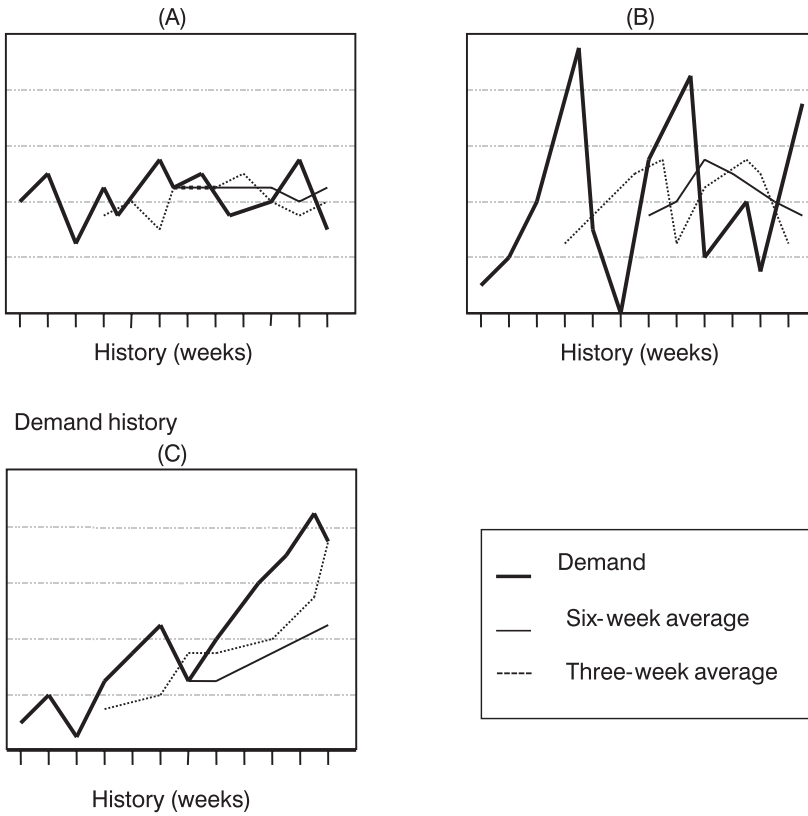 (A)
(B)
History (weeks)
History (weeks)
Demand history
(C)
Demand
Six-week average
Three-week average
History (weeks)